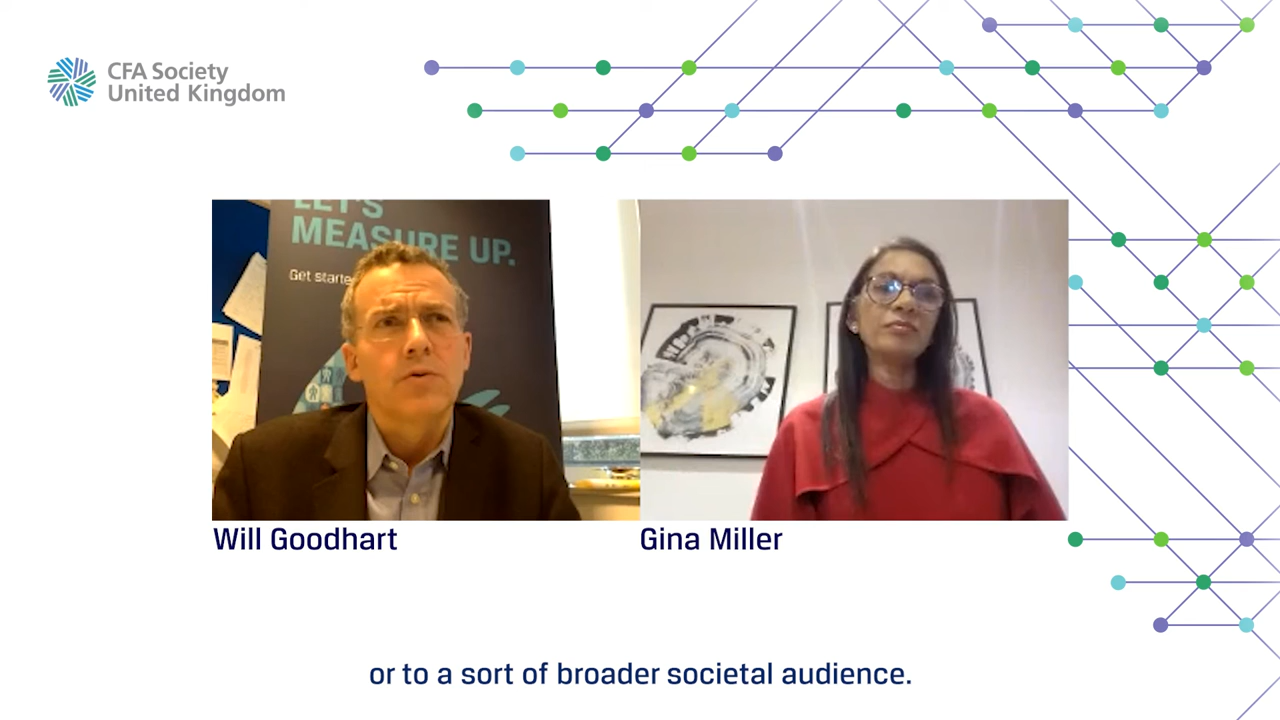 CFA Society
United Kingdom
LET'S
MEASURE UP.
Get starte
Will Goodhart
Gina Miller
or to a sort of broader societal audience.